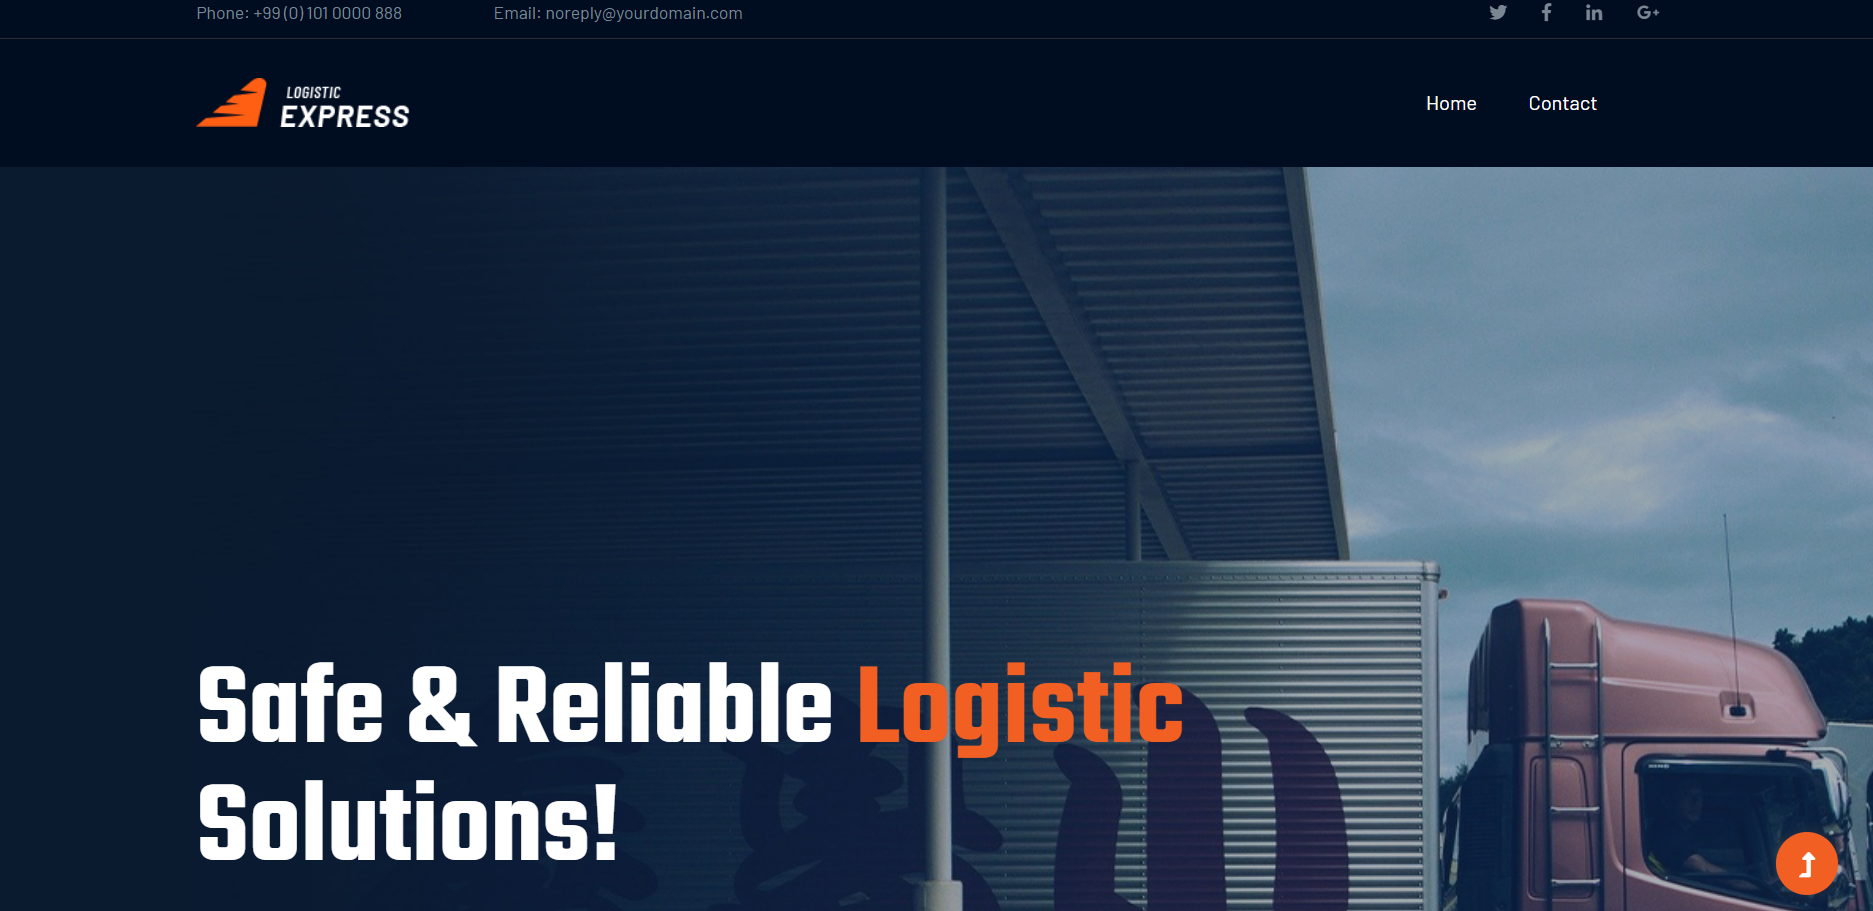 Phone: +99 (0) 101 0000 888
Email: noreply@yourdomain.com
G+
LOGISTIC
EXPRESS
Home
Contact
Safe & Reliable Logistic
Solutions!